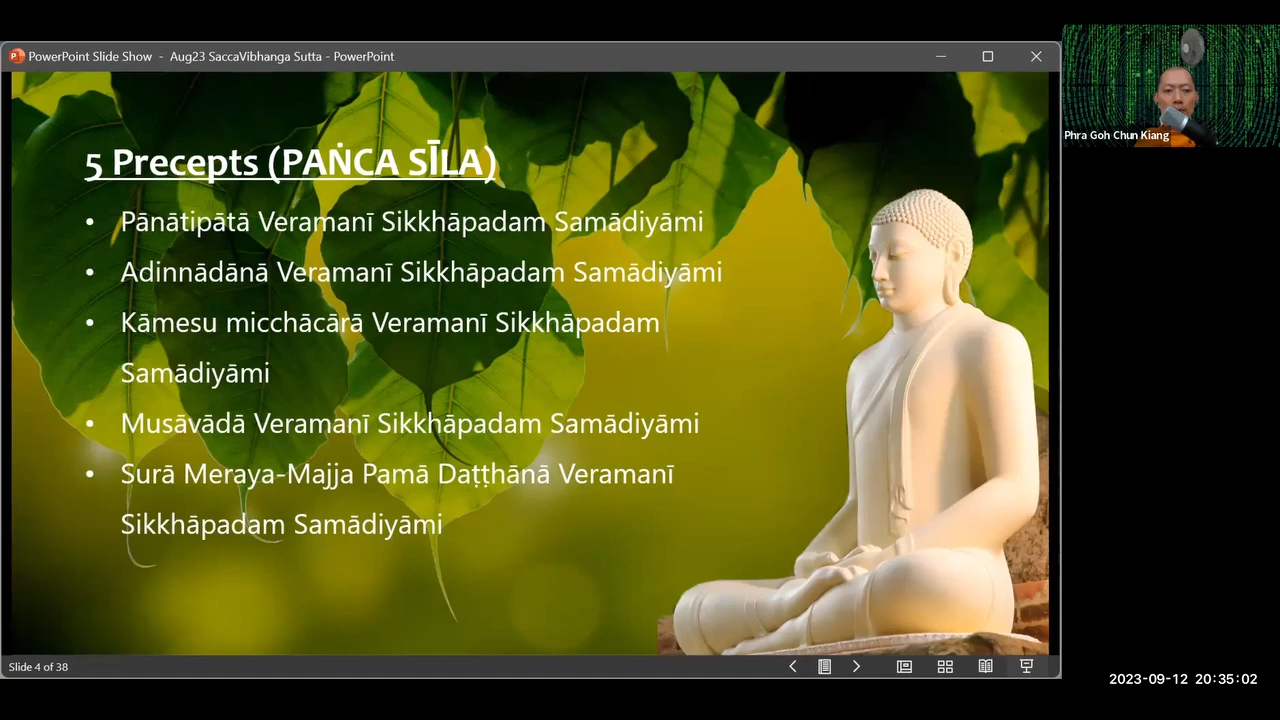 PowerPoint Slide Show - Aug23 SaccaVibhanga Sutta - PowerPoint
Phra Goh Chun Kiang
5 Precepts (PAṄCA SĪLA)
• Pānātipātā Veramanī Sikkhāpadam Samādiyāmi
• Adinnādānā Veramanī Sikkhāpadam Samādiyāmi
• Kāmesu micchācārā Veramanī Sikkhāpadam
Samādiyāmi
• Musāvādā Veramanī Sikkhāpadam Samādiyāmi
• Surā Meraya-Majja Pamā Daṭṭhānā Veramanī
Sikkhāpadam Samādiyāmi
Slide 4 of 38
2023-09-12 20:35:02